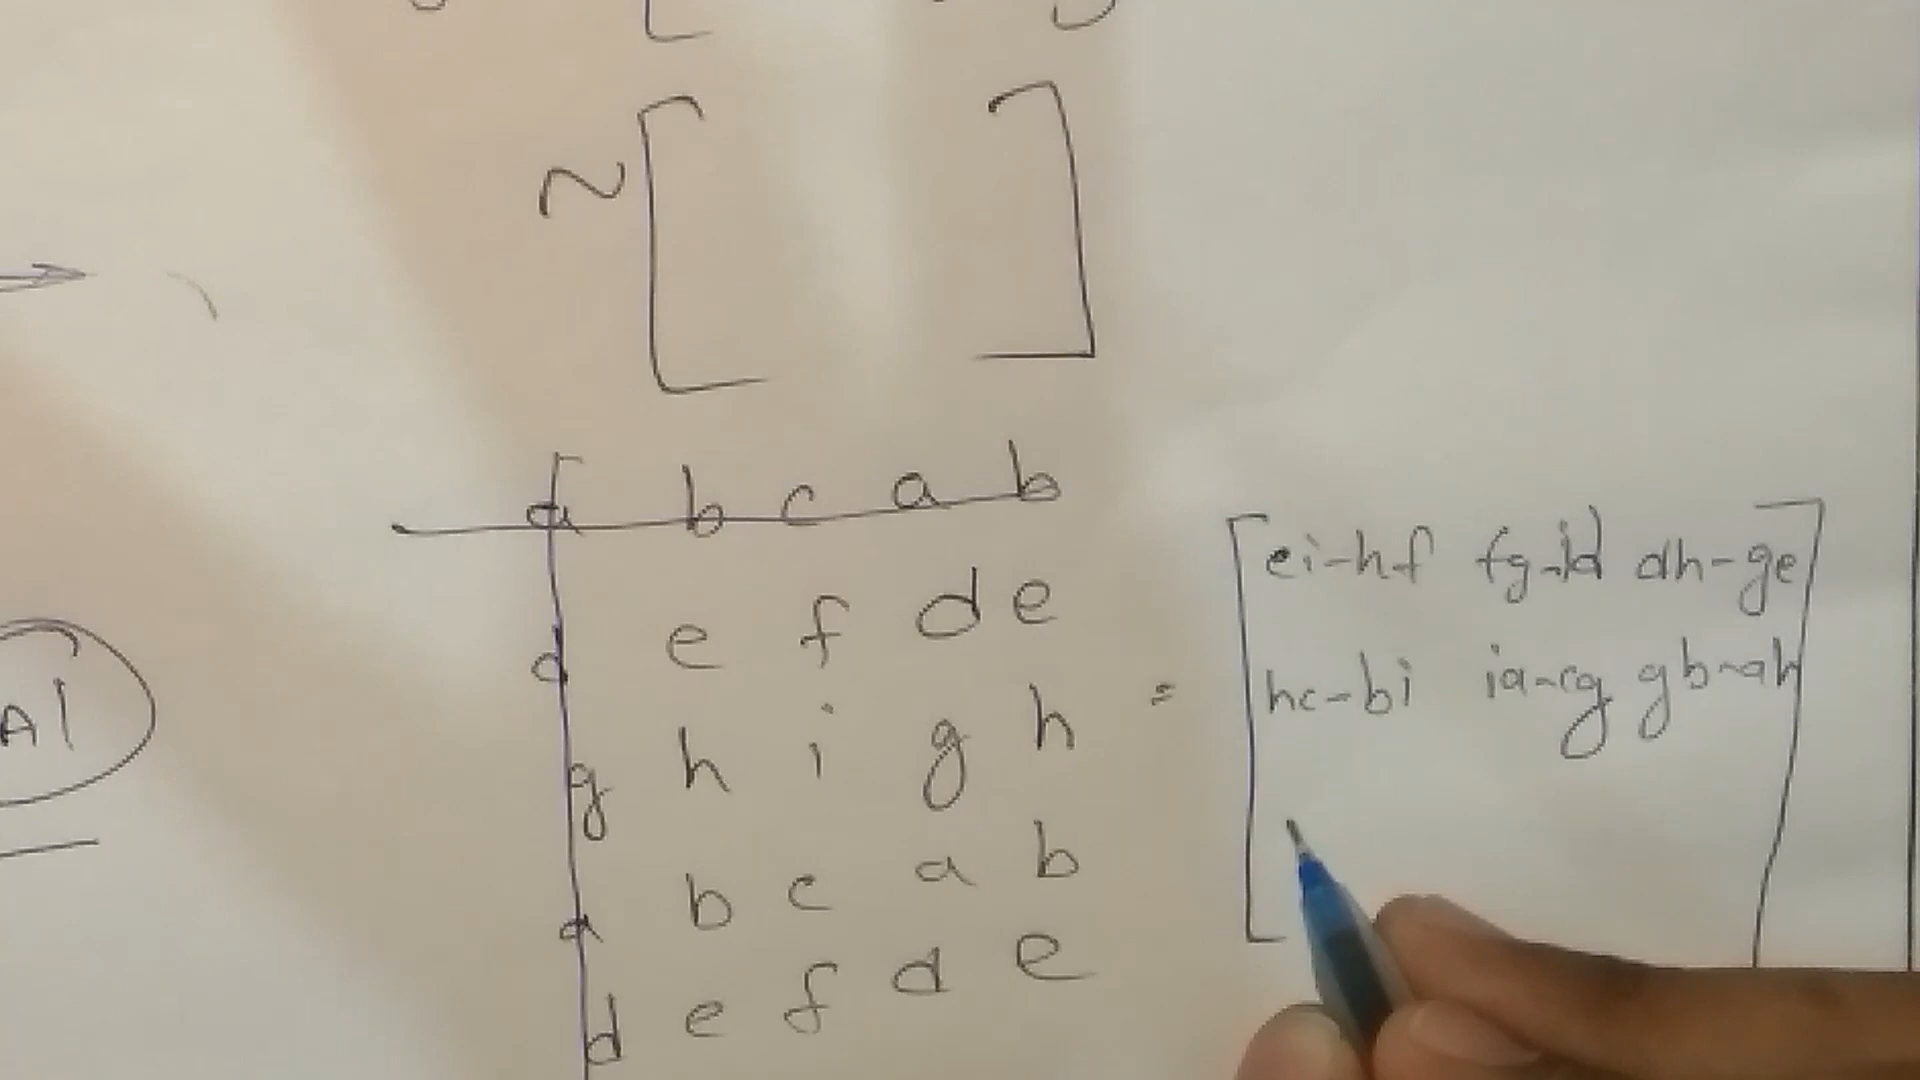 ~ [ ]
a b c a b
d e f d e
g h i g h
a b c a b
d e f d e
= [ ei-hf fg-id dh-ge
hc-bi ia-cg gb-ah ]
|A|